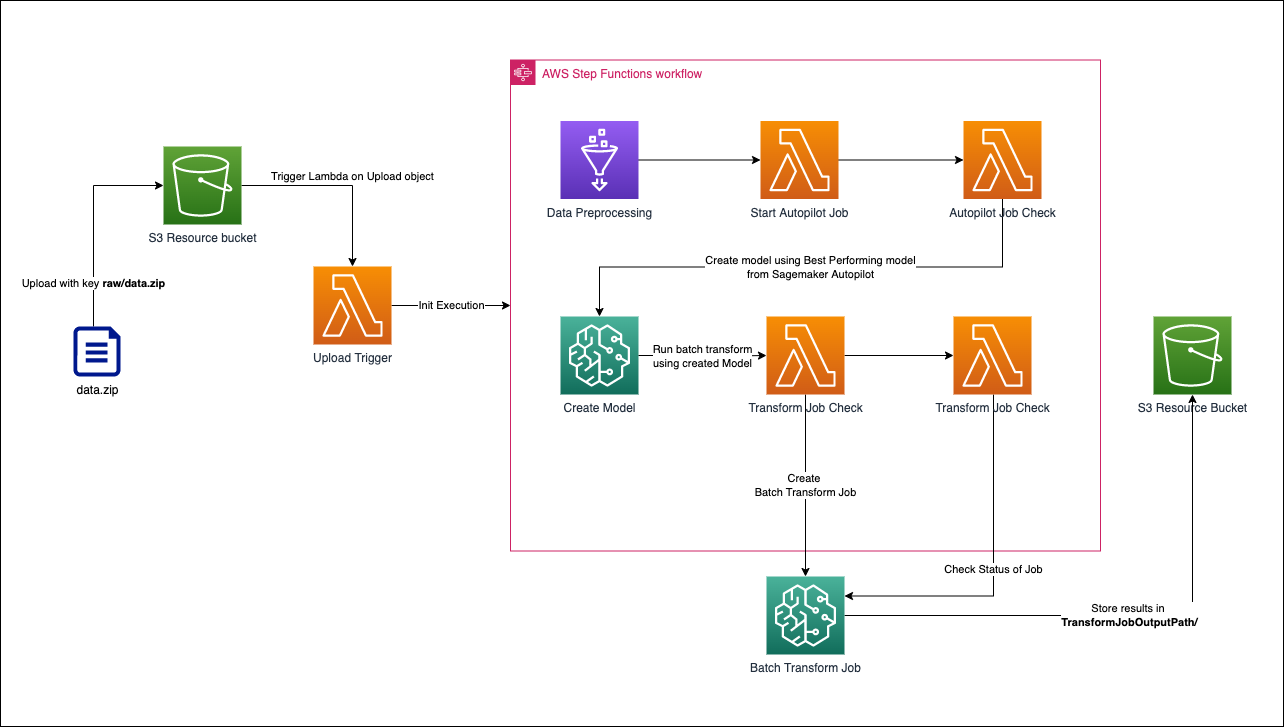 AWS Step Functions workflow
Trigger Lambda on Upload object
Data Preprocessing
Start Autopilot Job
Autopilot Job Check
S3 Resource bucket
Create model using Best Performing model
from Sagemaker Autopilot
Upload with key raw/data.zip
Init Execution
Upload Trigger
Run batch transform
using created Model
data.zip
Create Model
Transform Job Check
Transform Job Check
S3 Resource Bucket
Create
Batch Transform Job
Check Status of Job
Store results in
TransformJobOutputPath/
Batch Transform Job